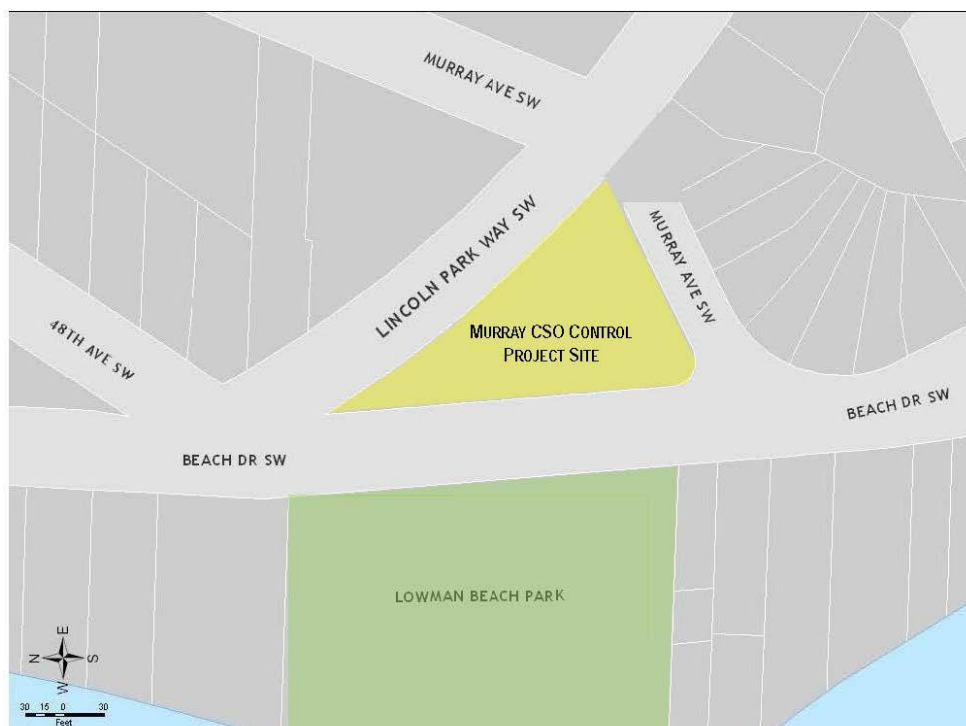 MURRAY AVE SW
LINCOLN PARK WAY SW
MURRAY AVE SW
48TH AVE SW
MURRAY CSO CONTROL
PROJECT SITE
BEACH DR SW
BEACH DR SW
LOWMAN BEACH PARK
E
N
S
W
30 15 0 30
Feet